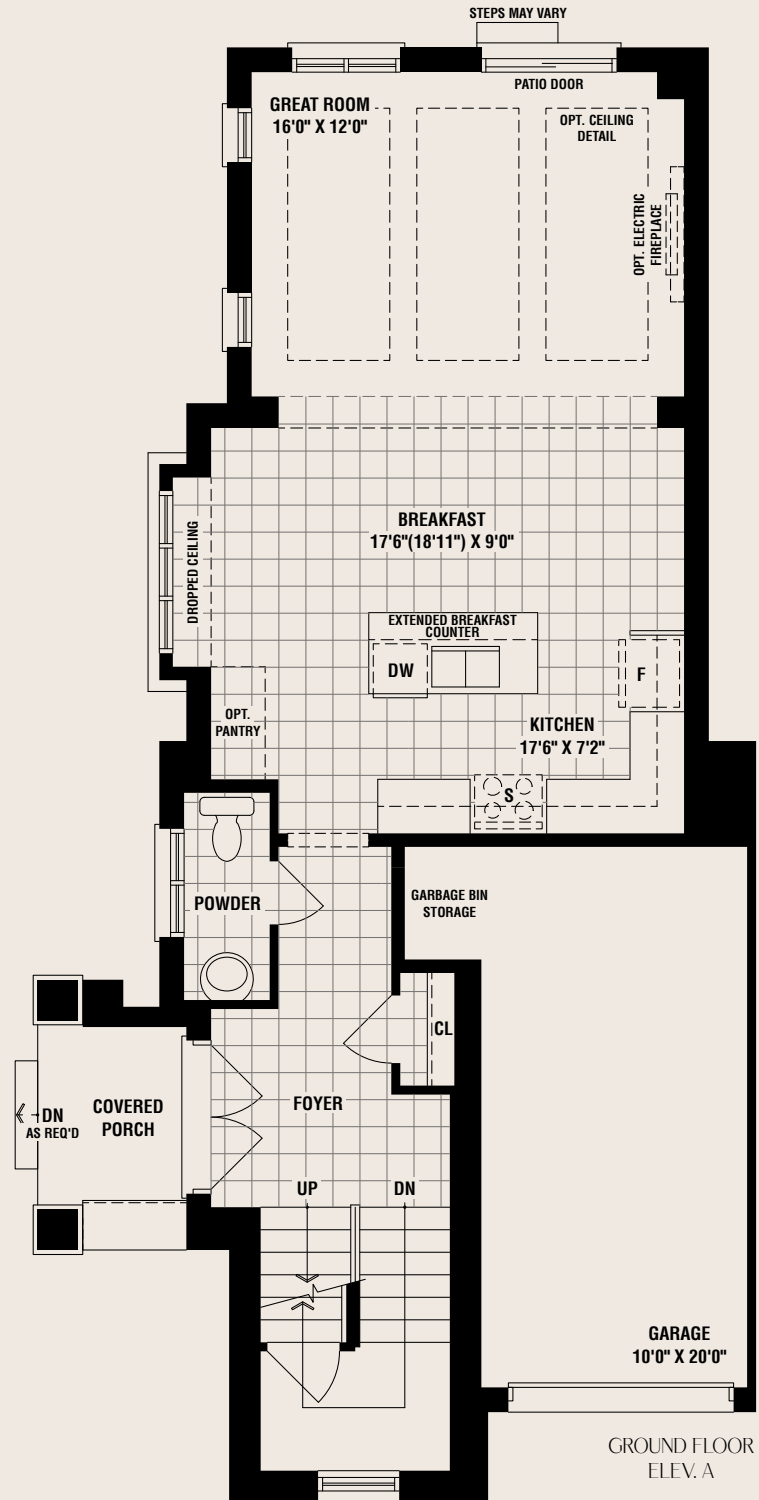 STEPS MAY VARY
PATIO DOOR
GREAT ROOM
16'0" X 12'0"
OPT. CEILING
DETAIL
OPT. ELECTRIC
FIREPLACE
BREAKFAST
17'6"(18'11") X 9'0"
DROPPED CEILING
EXTENDED BREAKFAST
COUNTER
DW
F
OPT.
PANTRY
KITCHEN
17'6" X 7'2"
S
POWDER
GARBAGE BIN
STORAGE
CL
COVERED
PORCH
DN
AS REQ'D
FOYER
UP
DN
GARAGE
10'0" X 20'0"
GROUND FLOOR
ELEV. A